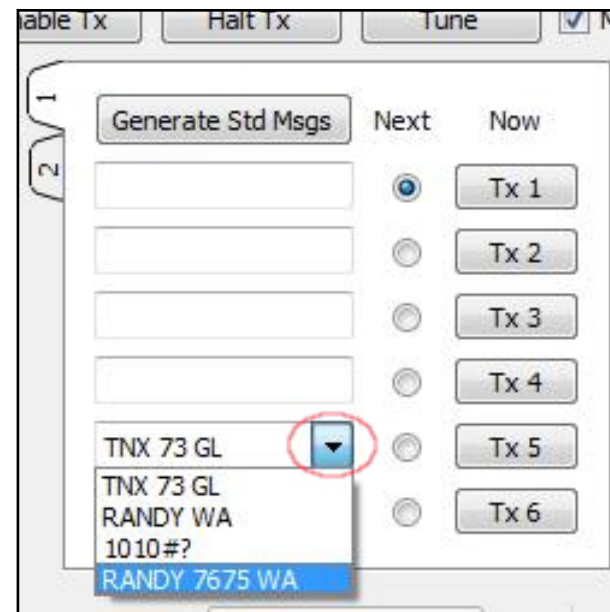 able Tx Halt Tx Tune
1
Generate Std Msgs Next Now
2
Tx 1
Tx 2
Tx 3
Tx 4
TNX 73 GL Tx 5
TNX 73 GL
RANDY WA
Tx 6
1010#?
RANDY 7675 WA